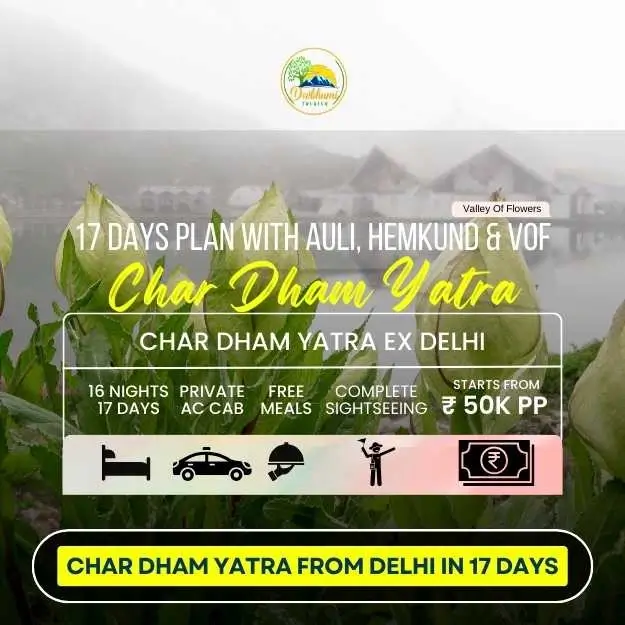 Devbhumi
TOURISM
Valley Of Flowers
17 DAYS PLAN WITH AULI, HEMKUND & VOF
Char Dham Yatra
CHAR DHAM YATRA EX DELHI
16 NIGHTS
17 DAYS
PRIVATE
AC CAB
FREE
MEALS
COMPLETE
SIGHTSEEING
STARTS FROM
₹ 50K PP
₹
CHAR DHAM YATRA FROM DELHI IN 17 DAYS